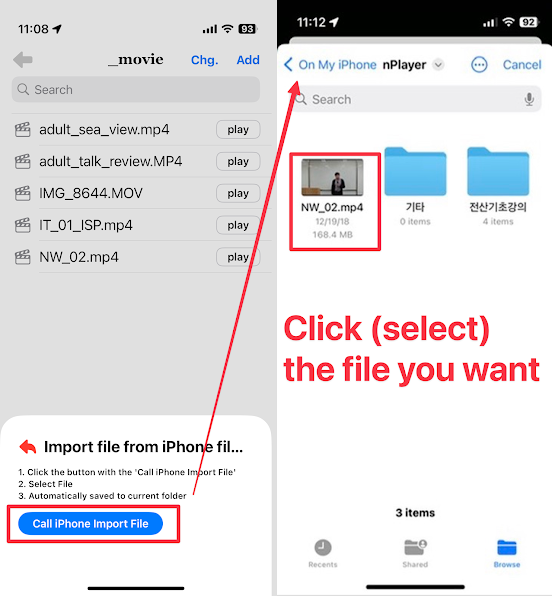 11:08
93
__movie
Chg.
Add
Search
adult_sea_view.mp4
play
adult_talk_review.MP4
play
IMG_8644.MOV
play
IT_01_ISP.mp4
play
NW_02.mp4
play
Import file from iPhone fil...
1. Click the button with the 'Call iPhone Import File'
2. Select File
3. Automatically saved to current folder
Call iPhone Import File
11:12
92
On My iPhone
nPlayer
Cancel
Search
NW_02.mp4
12/19/18
168.4 MB
기타
0 items
전산기초강의
4 items
Click (select)
the file you want
3 items
Recents
Shared
Browse